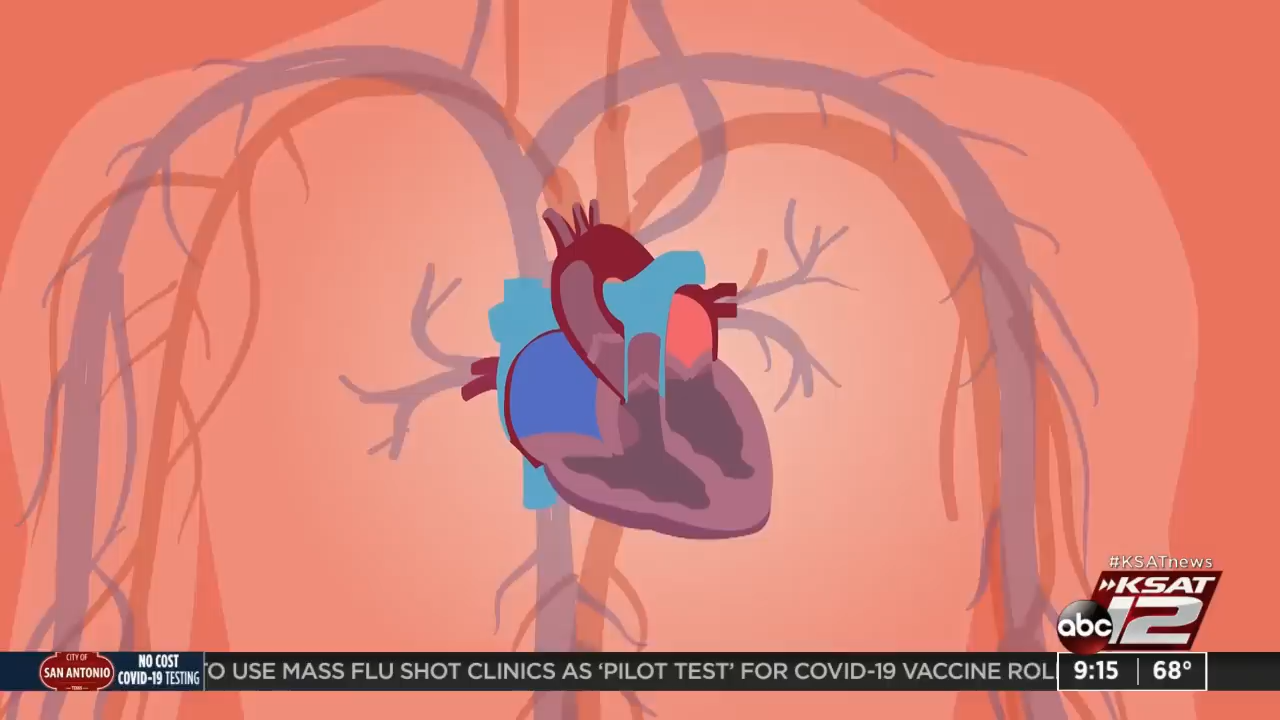 #KSATnews
KSAT
abc 12
CITY OF
SAN ANTONIO
TEXAS
NO COST
COVID-19 TESTING
O USE MASS FLU SHOT CLINICS AS ‘PILOT TEST’ FOR COVID-19 VACCINE ROL
9:15 68°